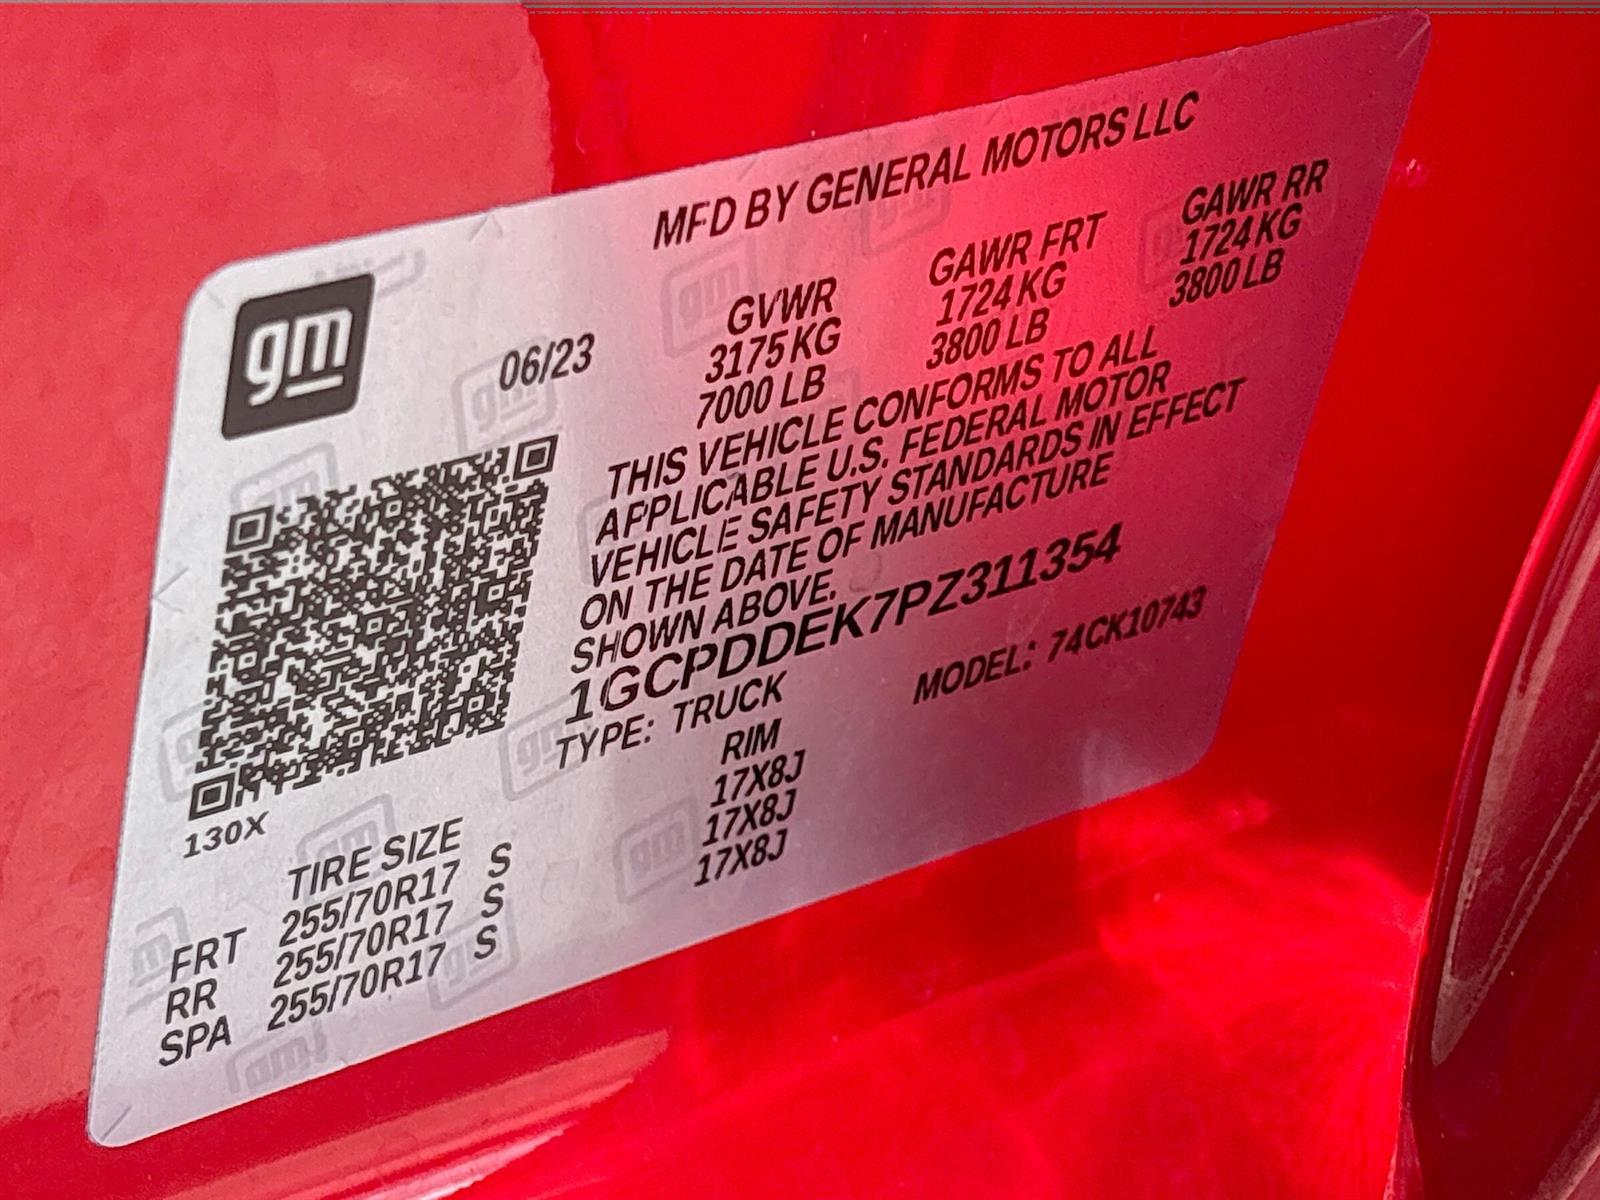 MFD BY GENERAL MOTORS LLC
gm
06/23
GVWR GAWR FRT GAWR RR
3175 KG 1724 KG 1724 KG
7000 LB 3800 LB 3800 LB
THIS VEHICLE CONFORMS TO ALL
APPLICABLE U.S. FEDERAL MOTOR
VEHICLE SAFETY STANDARDS IN EFFECT
ON THE DATE OF MANUFACTURE
SHOWN ABOVE.
1GCPDDEK7PZ311354
TYPE: TRUCK MODEL: 74CK10743
130X
TIRE SIZE RIM
FRT 255/70R17 S 17X8J
RR 255/70R17 S 17X8J
SPA 255/70R17 S 17X8J